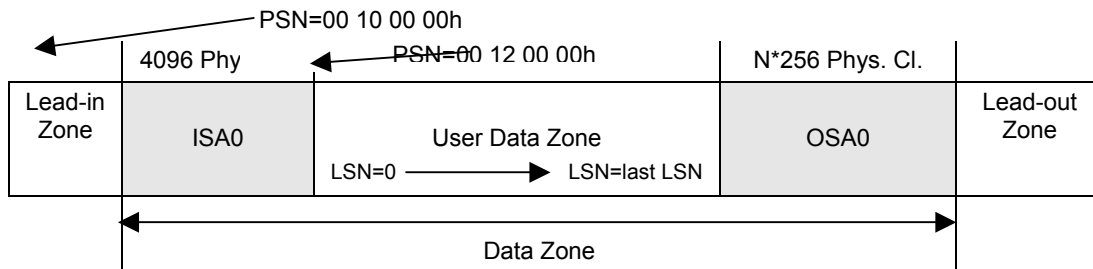 PSN=00 10 00 00h
4096 Phy
PSN=00 12 00 00h
N*256 Phys. Cl.
Lead-in
Zone
ISA0
User Data Zone
LSN=0
LSN=last LSN
OSA0
Lead-out
Zone
Data Zone